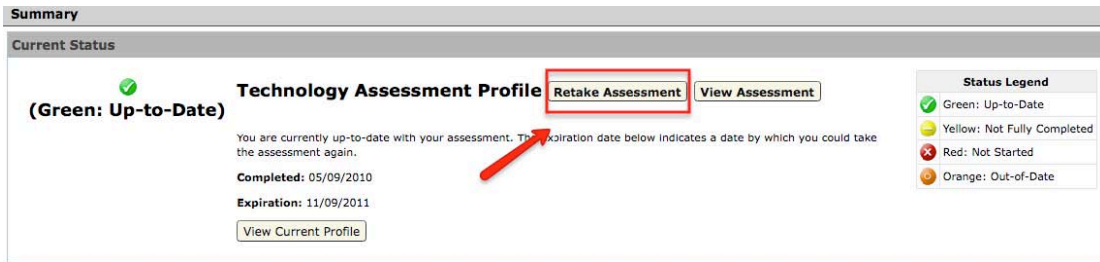 Summary
Current Status
(Green: Up-to-Date)
Technology Assessment Profile Retake Assessment View Assessment
You are currently up-to-date with your assessment. The expiration date below indicates a date by which you could take
the assessment again.
Completed: 05/09/2010
Expiration: 11/09/2011
View Current Profile
Status Legend
Green: Up-to-Date
Yellow: Not Fully Completed
Red: Not Started
Orange: Out-of-Date